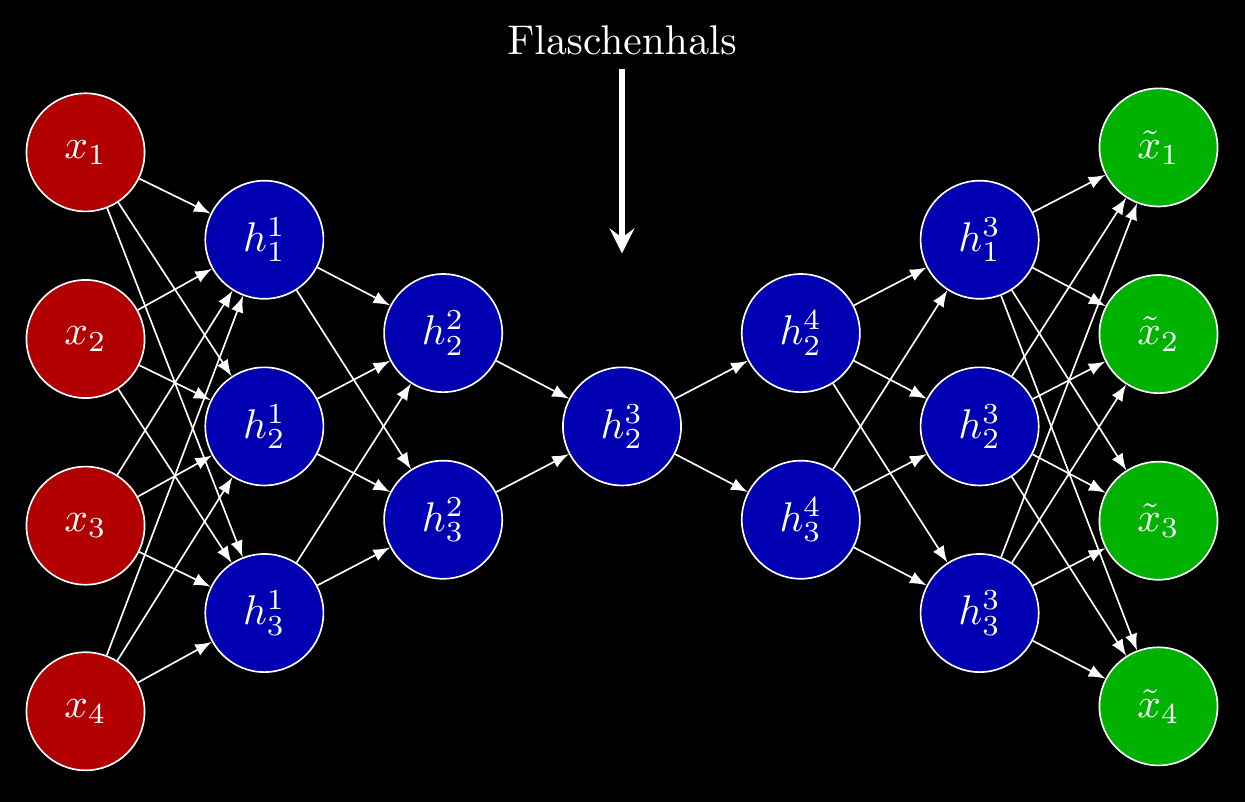 Flaschenhals
x₁
x₂
x₃
x₄
h₁¹
h₂¹
h₃¹
h₂²
h₃²
h₂³
h₂⁴
h₃⁴
h₁³
h₂³
h₃³
x̃₁
x̃₂
x̃₃
x̃₄